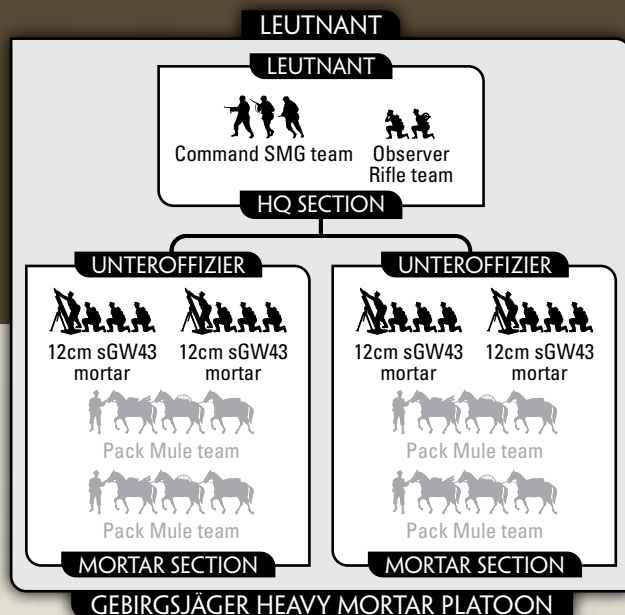 LEUTNANT
LEUTNANT
Command SMG team
Observer
Rifle team
HQ SECTION
UNTEROFFIZIER
12cm sGW43
mortar
12cm sGW43
mortar
Pack Mule team
Pack Mule team
MORTAR SECTION
UNTEROFFIZIER
12cm sGW43
mortar
12cm sGW43
mortar
Pack Mule team
Pack Mule team
MORTAR SECTION
GEBIRGSJÄGER HEAVY MORTAR PLATOON